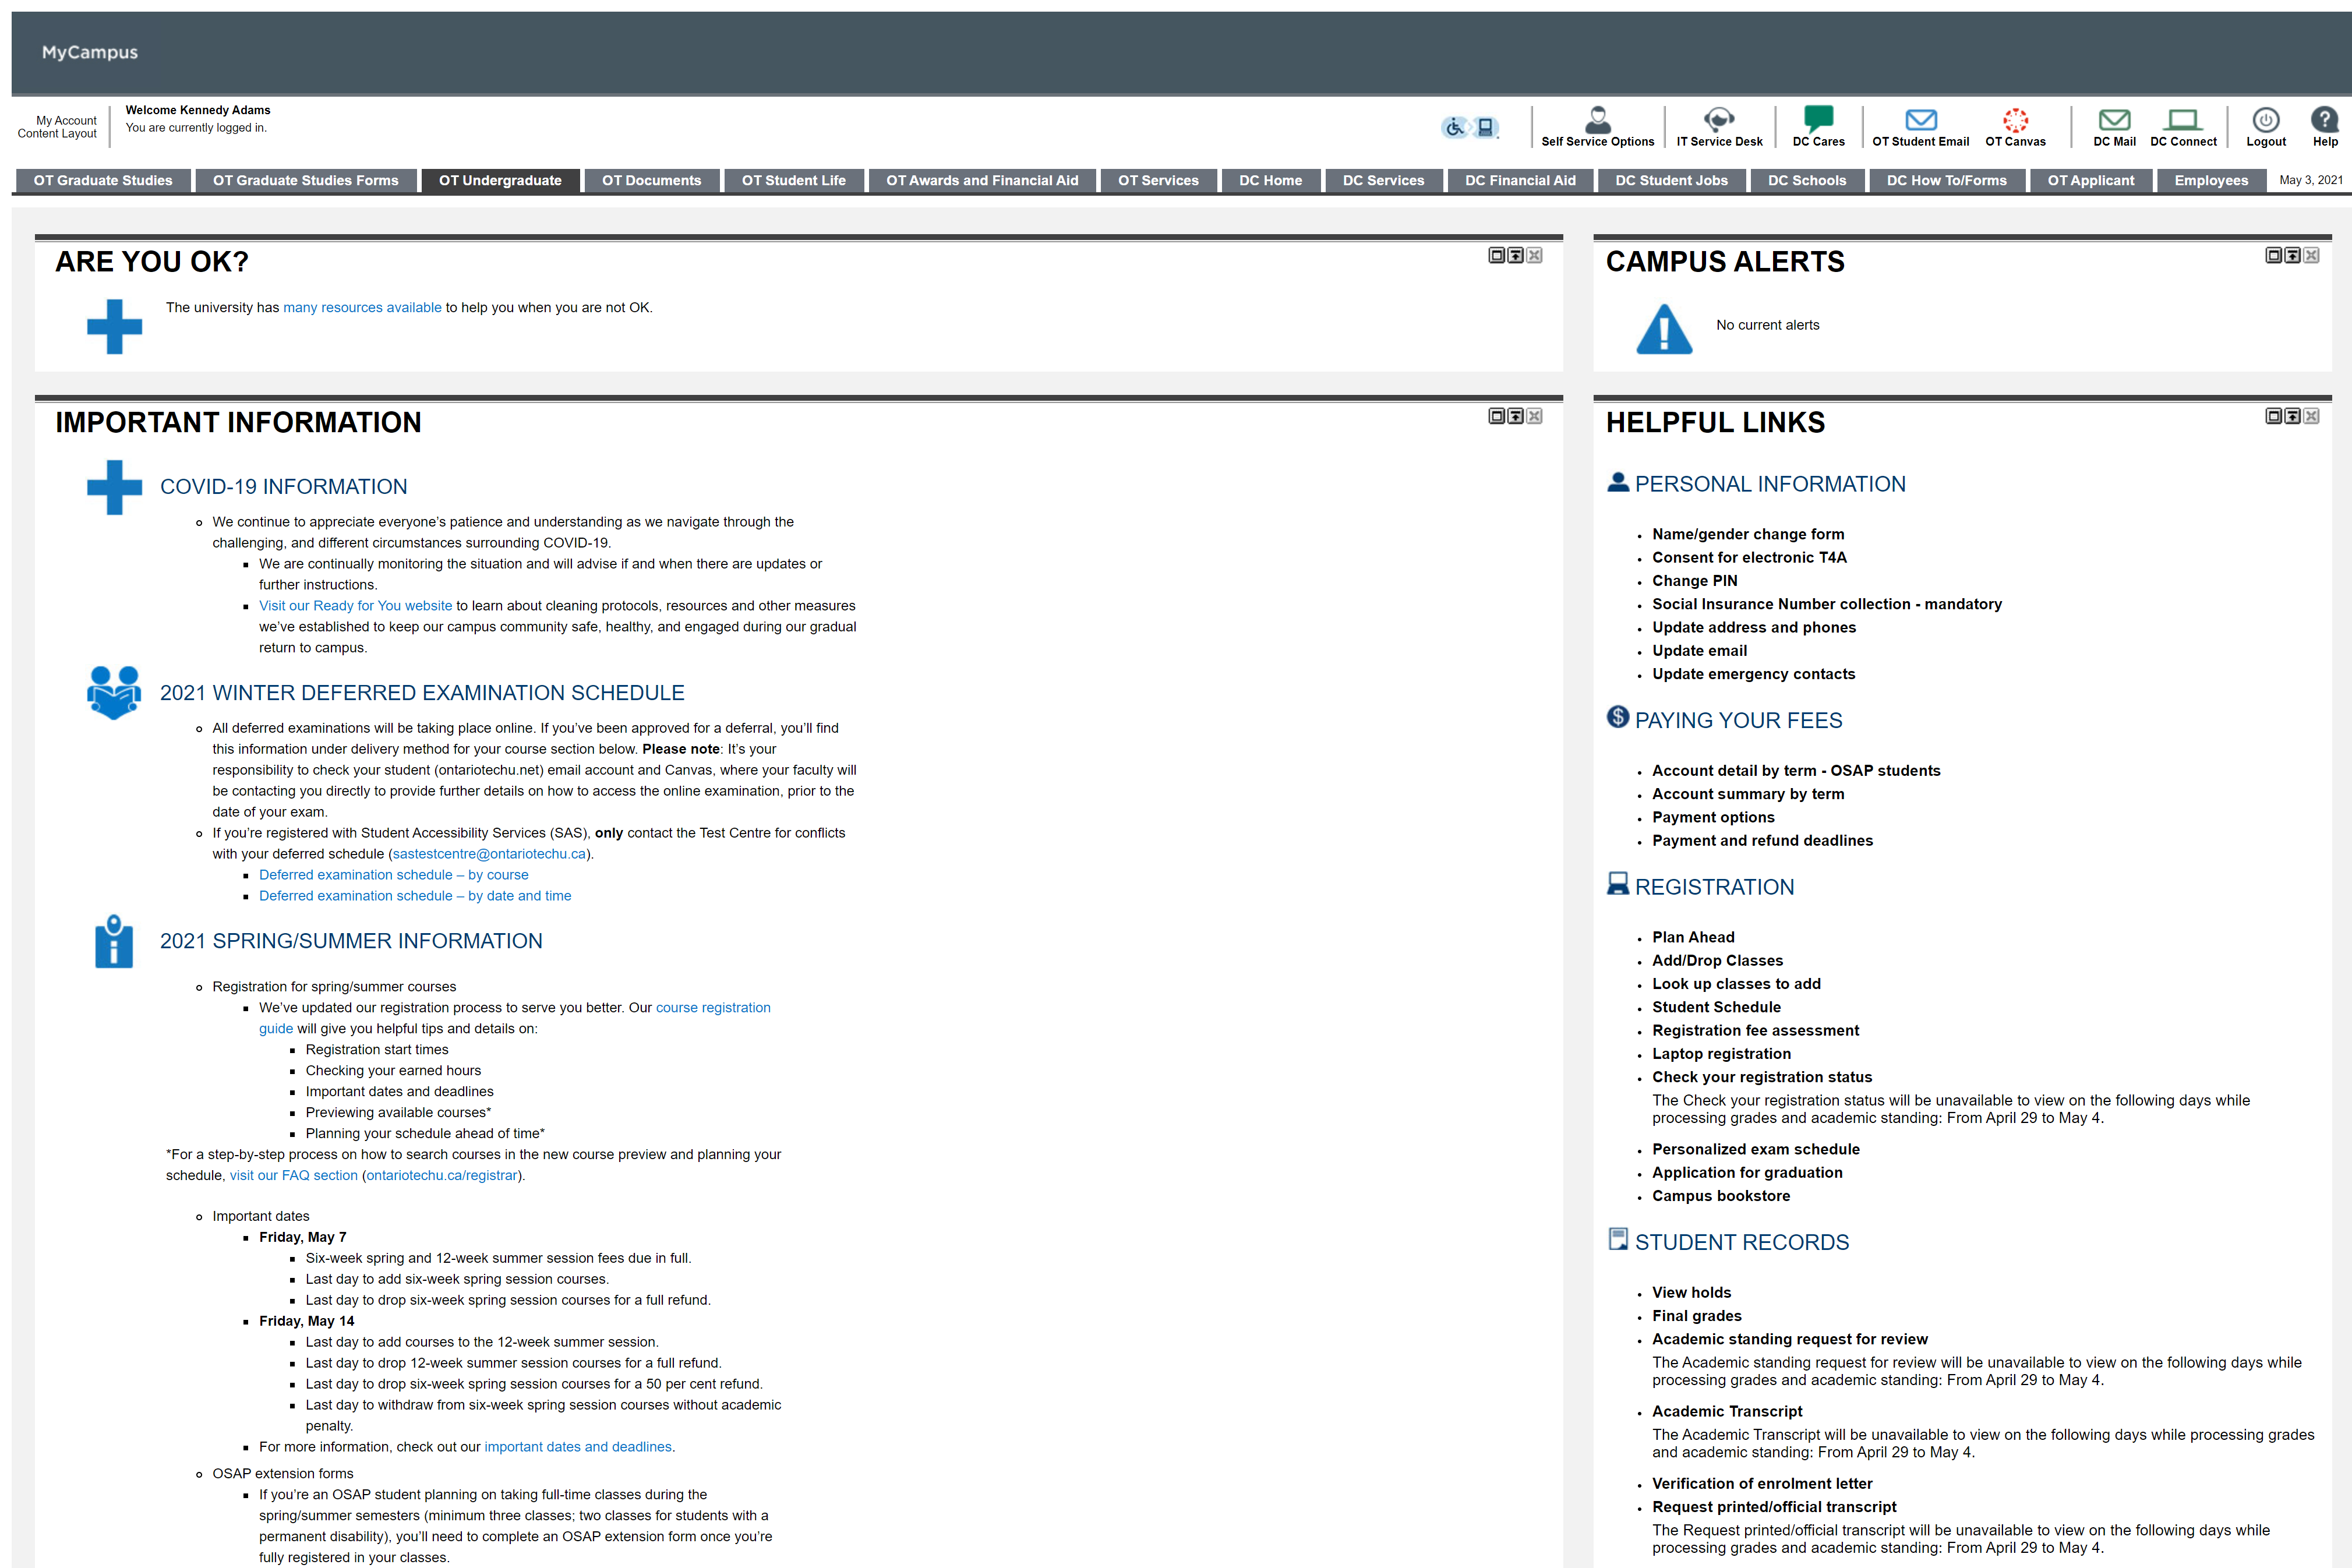 MyCampus
My Account
Content Layout
Welcome Kennedy Adams
You are currently logged in.
Self Service Options
IT Service Desk
DC Cares
OT Student Email
OT Canvas
DC Mail
DC Connect
Logout
Help
OT Graduate Studies
OT Graduate Studies Forms
OT Undergraduate
OT Documents
OT Student Life
OT Awards and Financial Aid
OT Services
DC Home
DC Services
DC Financial Aid
DC Student Jobs
DC Schools
DC How To/Forms
OT Applicant
Employees
May 3, 2021
ARE YOU OK?
The university has many resources available to help you when you are not OK.
CAMPUS ALERTS
No current alerts
IMPORTANT INFORMATION
COVID-19 INFORMATION
We continue to appreciate everyone’s patience and understanding as we navigate through the
challenging, and different circumstances surrounding COVID-19.
We are continually monitoring the situation and will advise if and when there are updates or
further instructions.
Visit our Ready for You website to learn about cleaning protocols, resources and other measures
we’ve established to keep our campus community safe, healthy, and engaged during our gradual
return to campus.
2021 WINTER DEFERRED EXAMINATION SCHEDULE
All deferred examinations will be taking place online. If you’ve been approved for a deferral, you’ll find
this information under delivery method for your course section below. Please note: It’s your
responsibility to check your student (ontariotechu.net) email account and Canvas, where your faculty will
be contacting you directly to provide further details on how to access the online examination, prior to the
date of your exam.
If you’re registered with Student Accessibility Services (SAS), only contact the Test Centre for conflicts
with your deferred schedule (sastestcentre@ontariotechu.ca).
Deferred examination schedule – by course
Deferred examination schedule – by date and time
2021 SPRING/SUMMER INFORMATION
Registration for spring/summer courses
We’ve updated our registration process to serve you better. Our course registration
guide will give you helpful tips and details on:
Registration start times
Checking your earned hours
Important dates and deadlines
Previewing available courses*
Planning your schedule ahead of time*
*For a step-by-step process on how to search courses in the new course preview and planning your
schedule, visit our FAQ section (ontariotechu.ca/registrar).
Important dates
Friday, May 7
Six-week spring and 12-week summer session fees due in full.
Last day to add six-week spring session courses.
Last day to drop six-week spring session courses for a full refund.
Friday, May 14
Last day to add courses to the 12-week summer session.
Last day to drop 12-week summer session courses for a full refund.
Last day to drop six-week spring session courses for a 50 per cent refund.
Last day to withdraw from six-week spring session courses without academic
penalty.
For more information, check out our important dates and deadlines.
OSAP extension forms
If you’re an OSAP student planning on taking full-time classes during the
spring/summer semesters (minimum three classes; two classes for students with a
permanent disability), you’ll need to complete an OSAP extension form once you’re
fully registered in your classes.
HELPFUL LINKS
PERSONAL INFORMATION
Name/gender change form
Consent for electronic T4A
Change PIN
Social Insurance Number collection - mandatory
Update address and phones
Update email
Update emergency contacts
PAYING YOUR FEES
Account detail by term - OSAP students
Account summary by term
Payment options
Payment and refund deadlines
REGISTRATION
Plan Ahead
Add/Drop Classes
Look up classes to add
Student Schedule
Registration fee assessment
Laptop registration
Check your registration status
The Check your registration status will be unavailable to view on the following days while
processing grades and academic standing: From April 29 to May 4.
Personalized exam schedule
Application for graduation
Campus bookstore
STUDENT RECORDS
View holds
Final grades
Academic standing request for review
The Academic standing request for review will be unavailable to view on the following days while
processing grades and academic standing: From April 29 to May 4.
Academic Transcript
The Academic Transcript will be unavailable to view on the following days while processing grades
and academic standing: From April 29 to May 4.
Verification of enrolment letter
Request printed/official transcript
The Request printed/official transcript will be unavailable to view on the following days while
processing grades and academic standing: From April 29 to May 4.